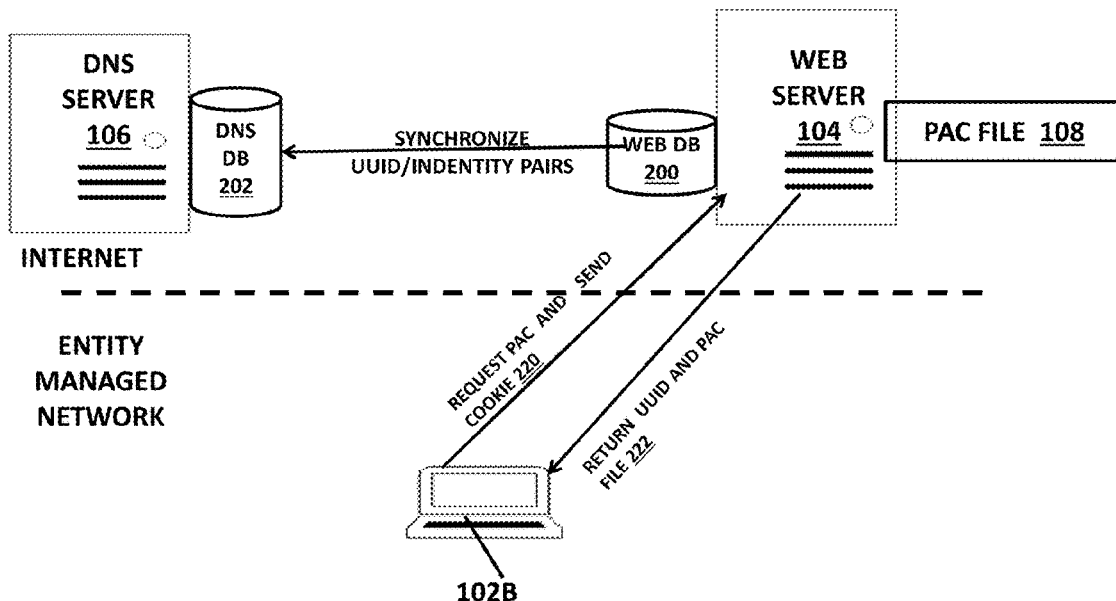 DNS
SERVER
106
DNS
DB
202
SYNCHRONIZE
UUID/INDENTITY PAIRS
WEB DB
200
WEB
SERVER
104
PAC FILE 108
INTERNET
ENTITY
MANAGED
NETWORK
REQUEST PAC AND SEND
COOKIE 220
RETURN UUID AND PAC
FILE 222
102B